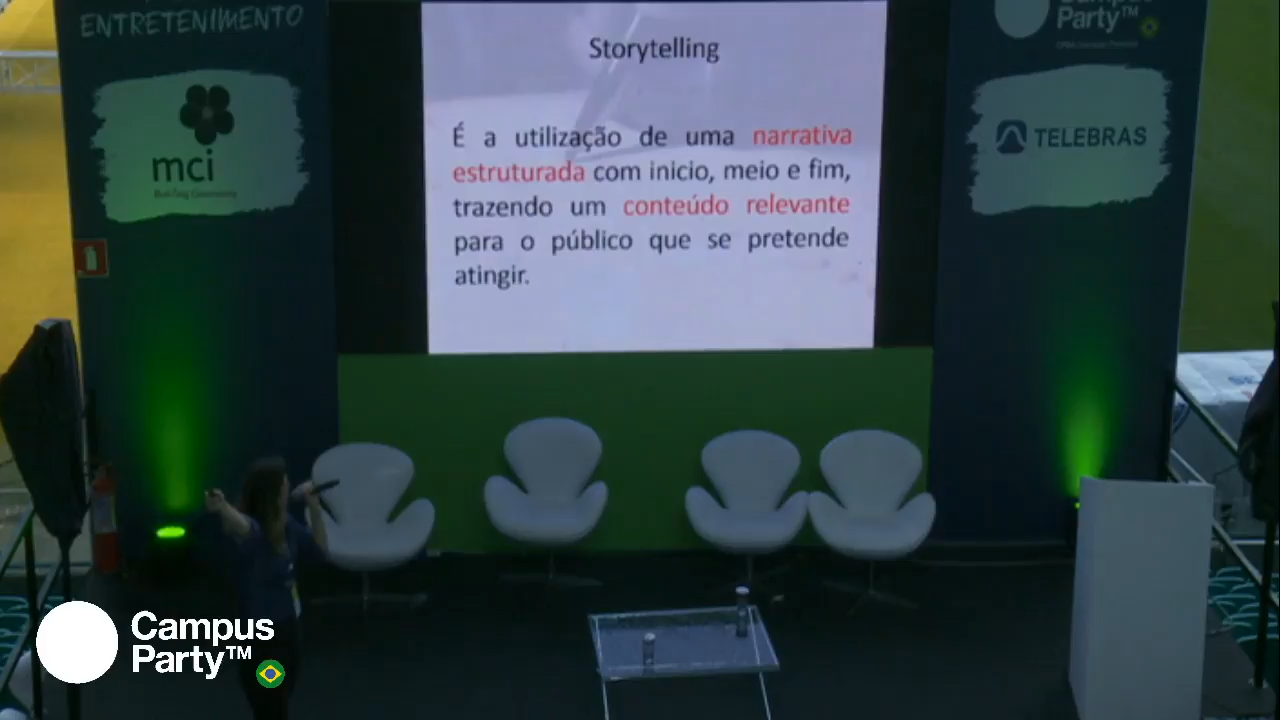 ENTRETENIMENTO
mci
Campus
Party™
TELEBRAS
Storytelling
É a utilização de uma narrativa
estruturada com inicio, meio e fim,
trazendo um conteúdo relevante
para o público que se pretende
atingir.
Campus
Party™